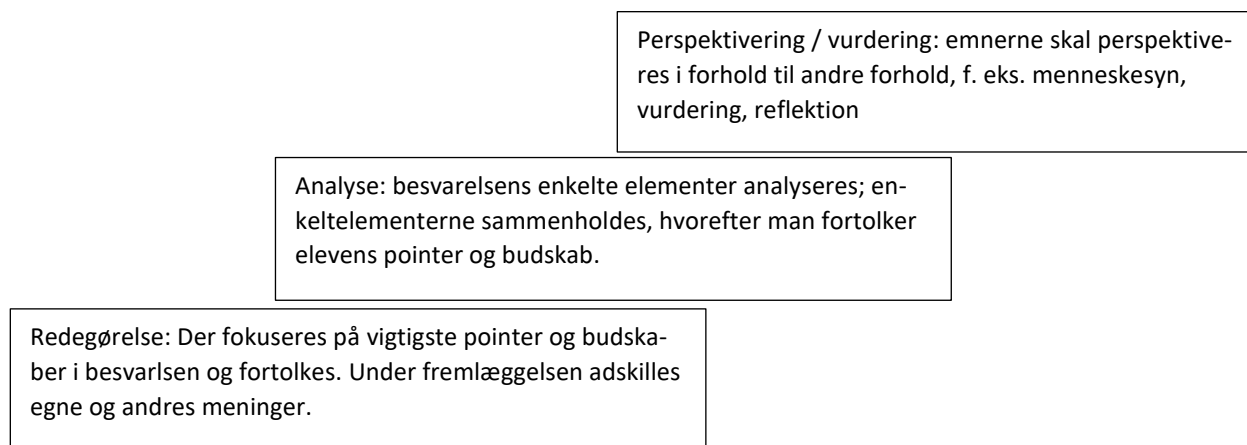 Perspektivering / vurdering: emnerne skal perspektive-
res i forhold til andre forhold, f. eks. menneskesyn,
vurdering, reflektion
Analyse: besvarelsens enkelte elementer analyseres; en-
keltelementerne sammenholdes, hvorefter man fortolker
elevens pointer og budskab.
Redegørelse: Der fokuseres på vigtigste pointer og budska-
ber i besvarlsen og fortolkes. Under fremlæggelsen adskilles
egne og andres meninger.